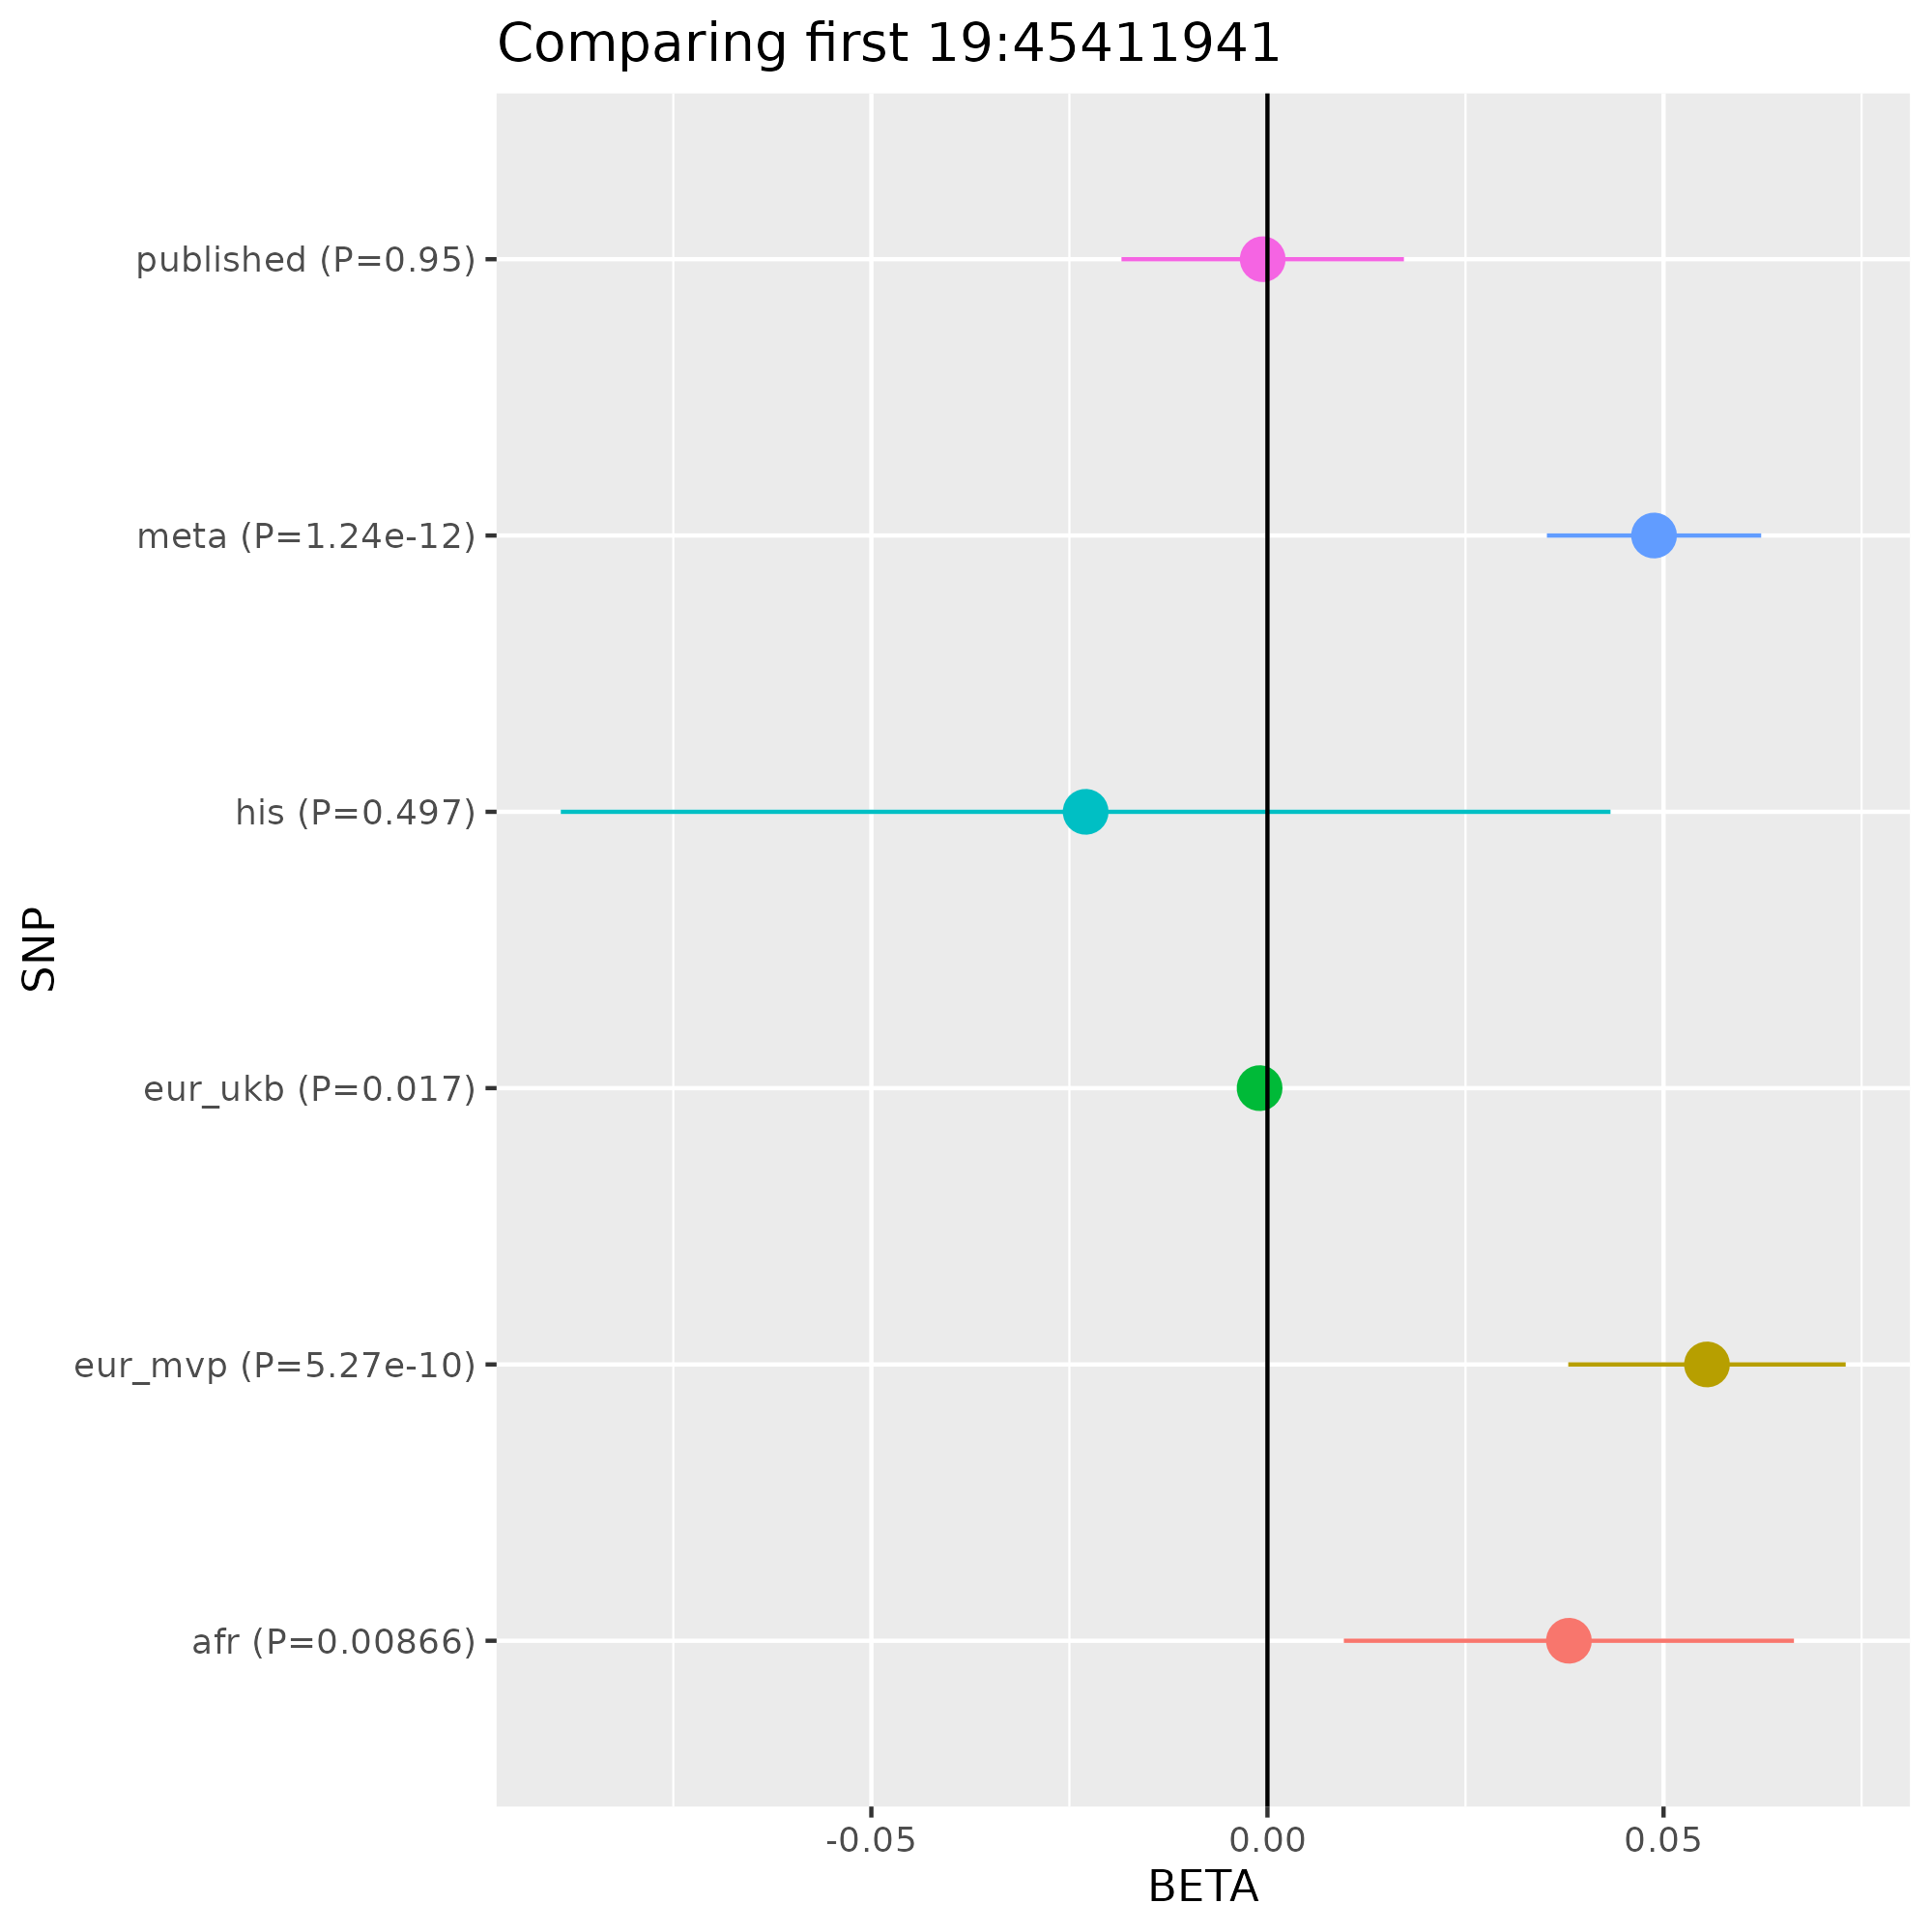 Comparing first 19:45411941
published (P=0.95)
meta (P=1.24e-12)
his (P=0.497)
SNP
eur_ukb (P=0.017)
eur_mvp (P=5.27e-10)
afr (P=0.00866)
-0.05 0.00 0.05
BETA